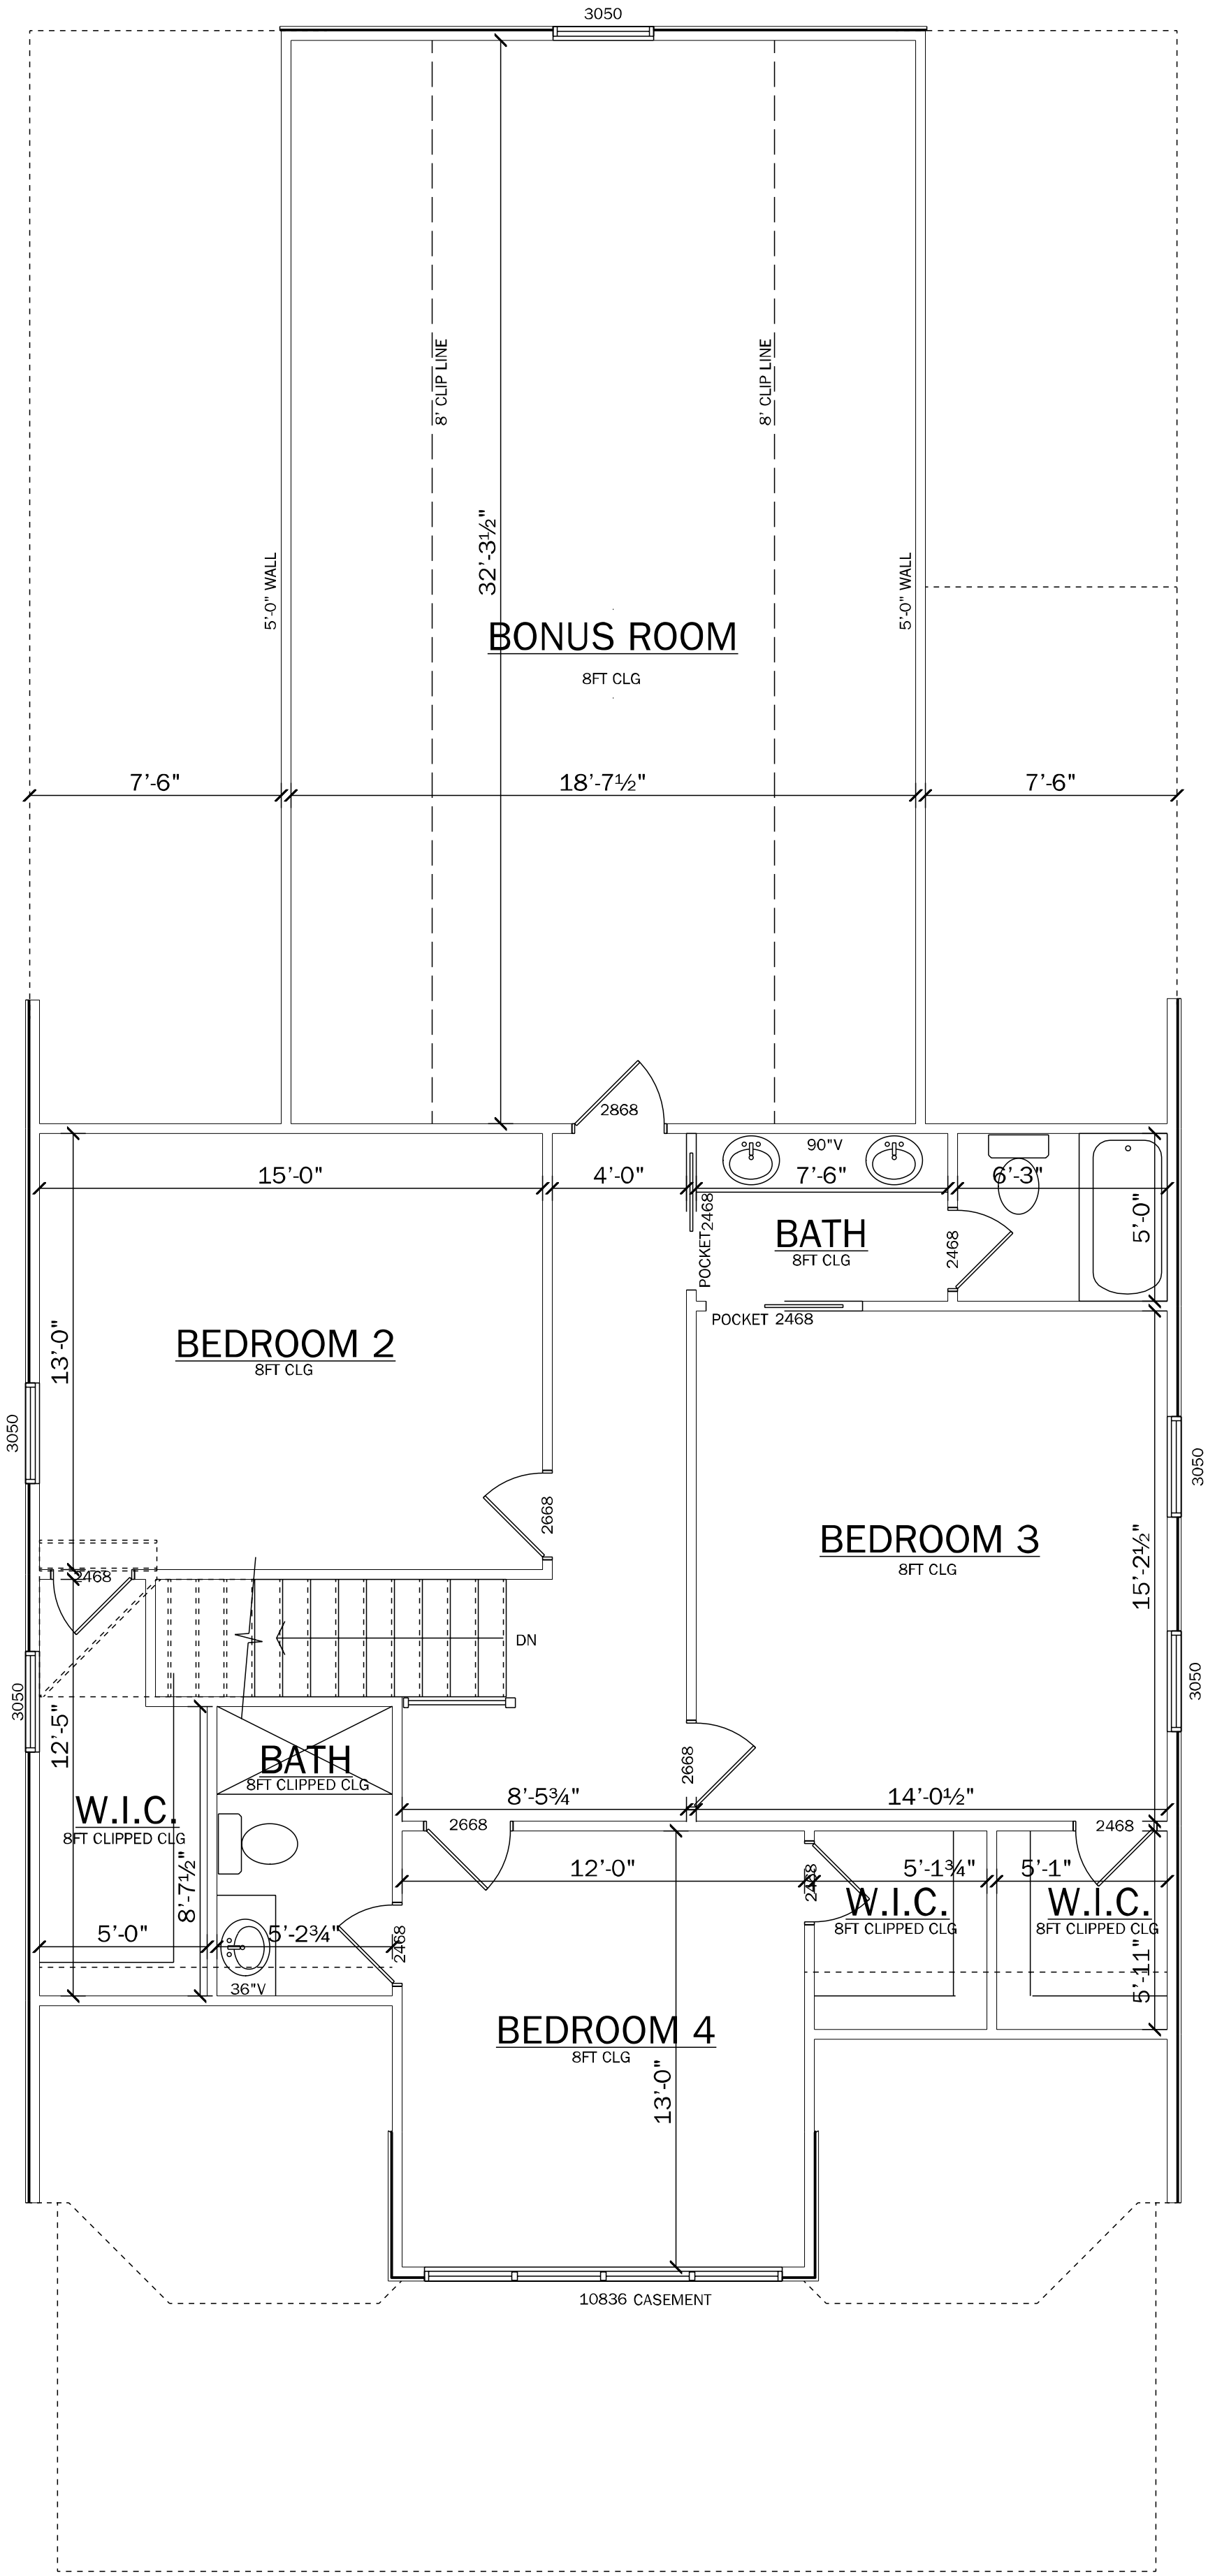 3050
8' CLIP LINE
8' CLIP LINE
32'-3½"
5'-0" WALL
5'-0" WALL
BONUS ROOM
8FT CLG
7'-6"
18'-7½"
7'-6"
2868
90"V
15'-0"
4'-0"
7'-6"
6'-3"
5'-0"
POCKET 2468
BATH
8FT CLG
2468
POCKET 2468
13'-0"
BEDROOM 2
8FT CLG
3050
3050
2668
BEDROOM 3
8FT CLG
15'-2½"
2468
DN
3050
3050
12'-5"
BATH
8FT CLIPPED CLG
2668
8'-5¾"
14'-0½"
W.I.C.
8FT CLIPPED CLG
2668
2468
8'-7½"
12'-0"
2468
5'-1¾"
5'-1"
W.I.C.
8FT CLIPPED CLG
W.I.C.
8FT CLIPPED CLG
5'-0"
5'-2¾"
2468
5'-11"
36"V
BEDROOM 4
8FT CLG
13'-0"
10836 CASEMENT